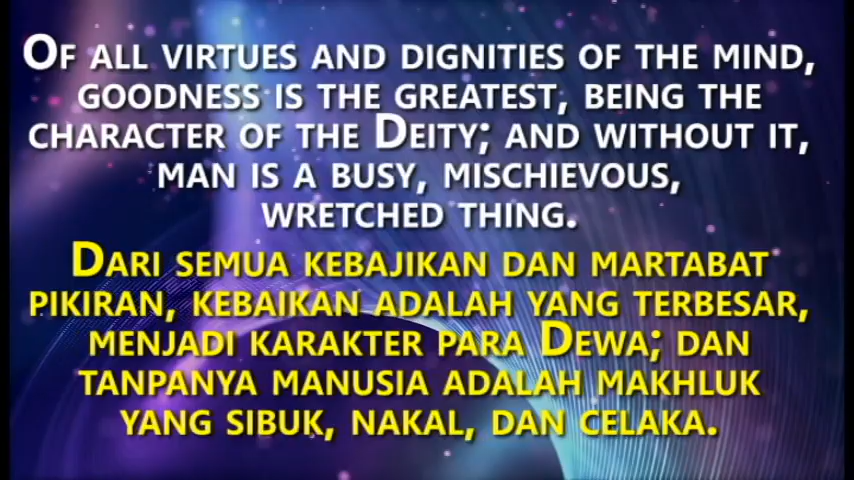 Of all virtues and dignities of the mind,
goodness is the greatest, being the
character of the Deity; and without it,
man is a busy, mischievous,
wretched thing.
Dari semua kebajikan dan martabat
pikiran, kebaikan adalah yang terbesar,
menjadi karakter para Dewa; dan
tanpanya manusia adalah makhluk
yang sibuk, nakal, dan celaka.